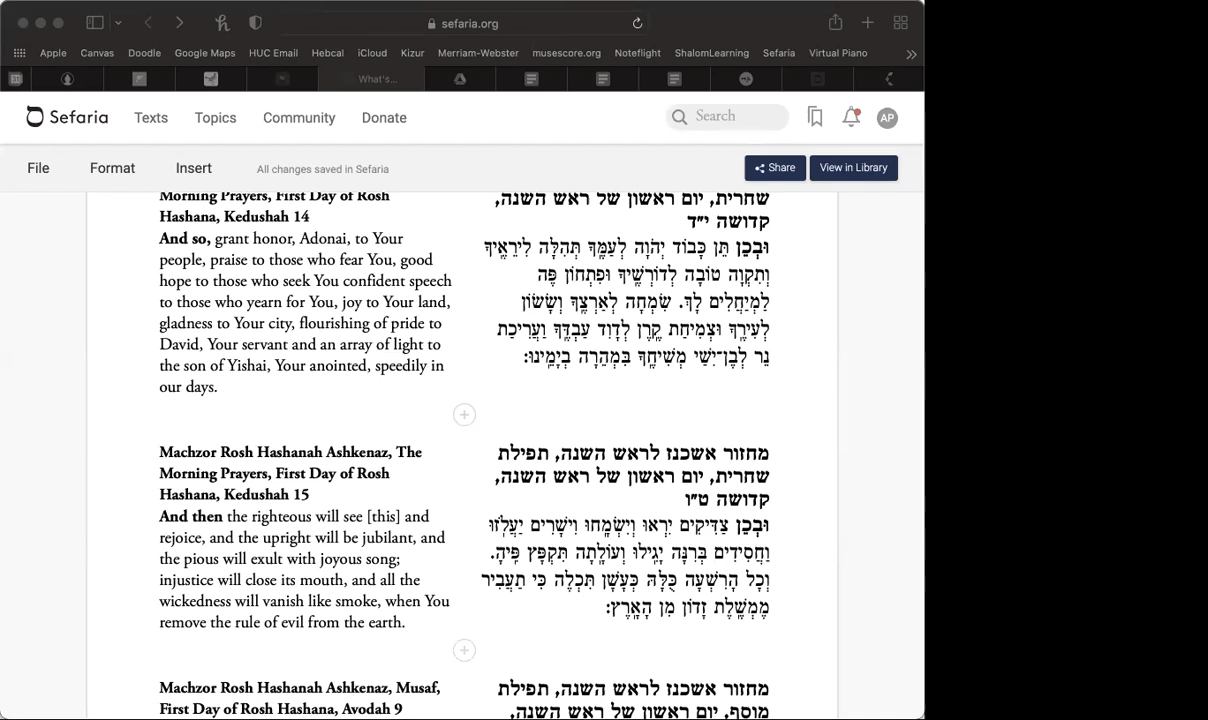 sefaria.org
Apple Canvas Doodle Google Maps HUC Email Hebcal iCloud Kizur Merriam-Webster musescore.org Noteflight ShalomLearning Sefaria Virtual Piano
What's...
Sefaria Texts Topics Community Donate Search AP
File Format Insert All changes saved in Sefaria Share View in Library
Morning Prayers, First Day of Rosh
Hashana, Kedushah 14
And so, grant honor, Adonai, to Your
people, praise to those who fear You, good
hope to those who seek You confident speech
to those who yearn for You, joy to Your land,
gladness to Your city, flourishing of pride to
David, Your servant and an array of light to
the son of Yishai, Your anointed, speedily in
our days.
שחרית, יום ראשון של ראש השנה,
קדושה י״ד
וּבְכֵן תֵּן כָּבוֹד יְהֹוָה לְעַמֶּֽךָ תְּהִלָּה לִירֵאֶֽיךָ
וְתִקְוָה טוֹבָה לְדוֹרְשֶֽׁיךָ וּפִתְחוֹן פֶּה
לַמְיַחֲלִים לָךְ. שִׂמְחָה לְאַרְצֶֽךָ וְשָׂשׂוֹן
לְעִירֶֽךָ וּצְמִיחַת קֶֽרֶן לְדָוִד עַבְדֶּֽךָ וַעֲרִיכַת
נֵר לְבֶן־יִשַׁי מְשִׁיחֶֽךָ בִּמְהֵרָה בְיָמֵֽינוּ:
Machzor Rosh Hashanah Ashkenaz, The
Morning Prayers, First Day of Rosh
Hashana, Kedushah 15
And then the righteous will see [this] and
rejoice, and the upright will be jubilant, and
the pious will exult with joyous song;
injustice will close its mouth, and all the
wickedness will vanish like smoke, when You
remove the rule of evil from the earth.
מחזור אשכנז לראש השנה, תפילת
שחרית, יום ראשון של ראש השנה,
קדושה ט״ו
וּבְכֵן צַדִּיקִים יִרְאוּ וְיִשְׂמָֽחוּ וִישָׁרִים יַעֲלֹֽזוּ
וַחֲסִידִים בְּרִנָּה יָגִֽילוּ וְעוֹלָֽתָה תִּקְפָּץ פִּֽיהָ.
וְכָל הָרִשְׁעָה כֻּלָּהּ כְּעָשָׁן תִּכְלֶה כִּי תַעֲבִיר
מֶמְשֶֽׁלֶת זָדוֹן מִן הָאָֽרֶץ:
Machzor Rosh Hashanah Ashkenaz, Musaf,
First Day of Rosh Hashana, Avodah 9
מחזור אשכנז לראש השנה, תפילת
מוסף, יום ראשון של ראש השנה,